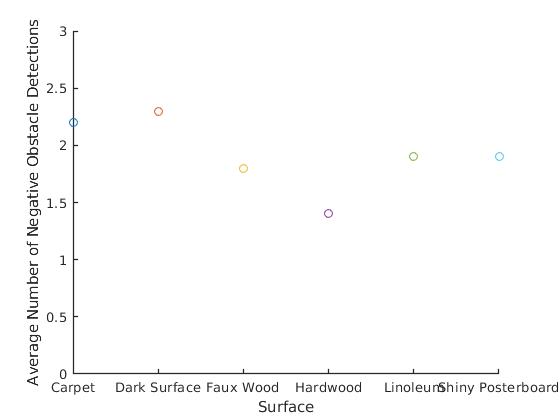 Average Number of Negative Obstacle Detections
3
2.5
2
1.5
1
0.5
0
Carpet Dark Surface Faux Wood Hardwood Linoleum Shiny Posterboard
Surface